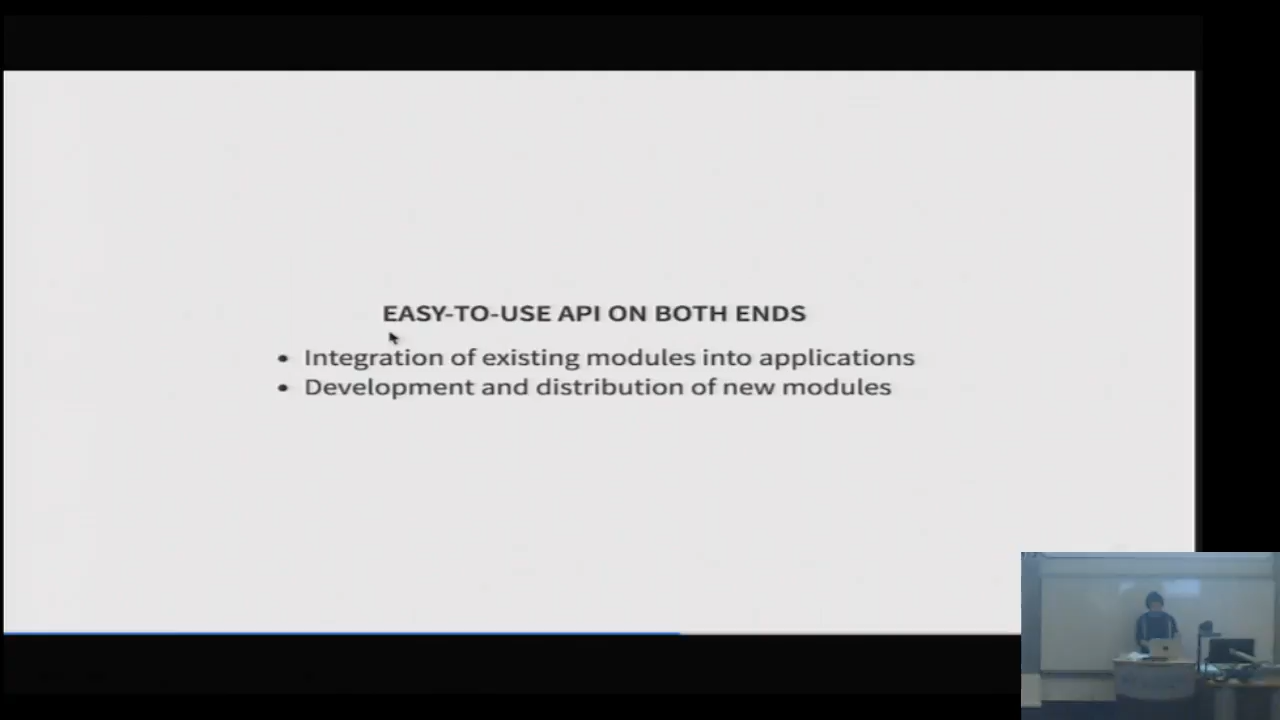 EASY-TO-USE API ON BOTH ENDS
• Integration of existing modules into applications
• Development and distribution of new modules